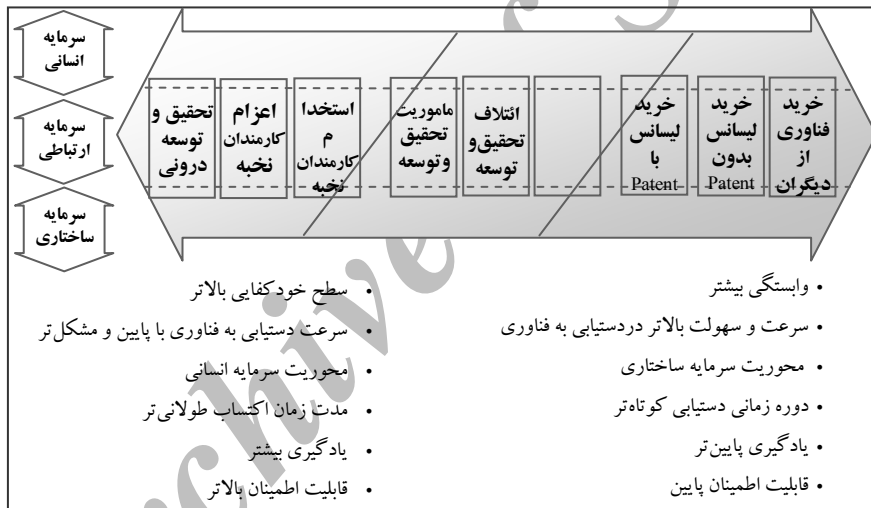 سرمایه
انسانی
سرمایه
ارتباطی
سرمایه
ساختاری
خرید
فناوری
از
دیگران
خرید
لیسانس
بدون
Patent
خرید
لیسانس
با
Patent
ائتلاف
تحقیق و
توسعه
ماموریت
تحقیق
وتوسعه
استخدا
م
کارمندان
نخبه
اعزام
کارمندان
نخبه
تحقیق و
توسعه
درونی
• وابستگی بیشتر
• سرعت و سهولت بالاتر دردستیابی به فناوری
• محوریت سرمایه ساختاری
• دوره زمانی دستیابی کوتاه‌تر
• یادگیری پایین‌تر
• قابلیت اطمینان پایین
• سطح خودکفایی بالاتر
• سرعت دستیابی به فناوری با پایین و مشکل‌تر
• محوریت سرمایه انسانی
• مدت زمان اکتساب طولانی‌تر
• یادگیری بیشتر
• قابلیت اطمینان بالاتر